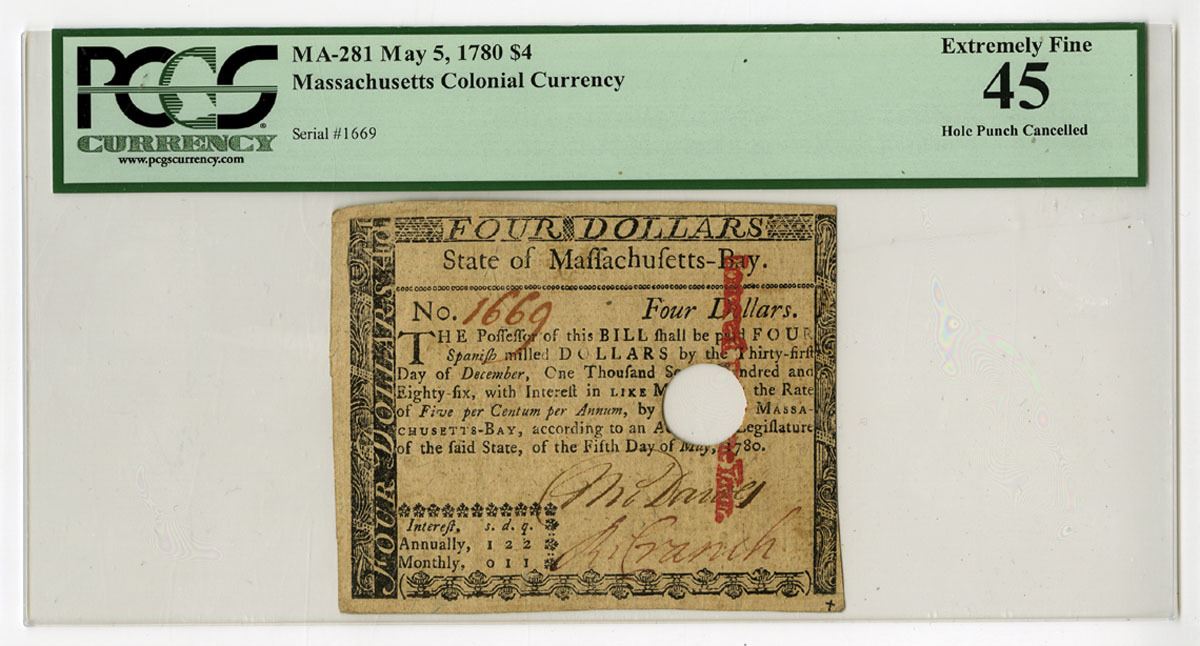 PCGS
CURRENCY
www.pcgscurrency.com
MA-281 May 5, 1780 $4
Massachusetts Colonial Currency
Serial #1669
Extremely Fine
45
Hole Punch Cancelled
FOUR DOLLARS
State of Maſſachuſetts-Bay.
No. 1669 Four Dollars.
THE Poſſeſſor of this BILL ſhall be paid FOUR
Spaniſh milled DOLLARS by the Thirty-firſt
Day of December, One Thouſand Se ndred and
Eighty-ſix, with Intereſt in LIKE M the Rate
of Five per Centum per Annum, by MASSA-
CHUSETTS-BAY, according to an A Legiſlature
of the ſaid State, of the Fifth Day of May, 1780.
Intereſt. s. d. q.
Annually, 1 2 2
Monthly, 0 1 1
R Cranch
FOUR DOLLARS